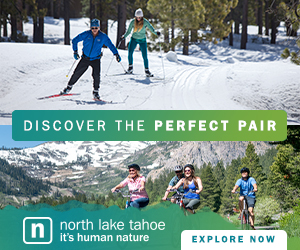 DISCOVER THE PERFECT PAIR
n
north lake tahoe
it's human nature
EXPLORE NOW